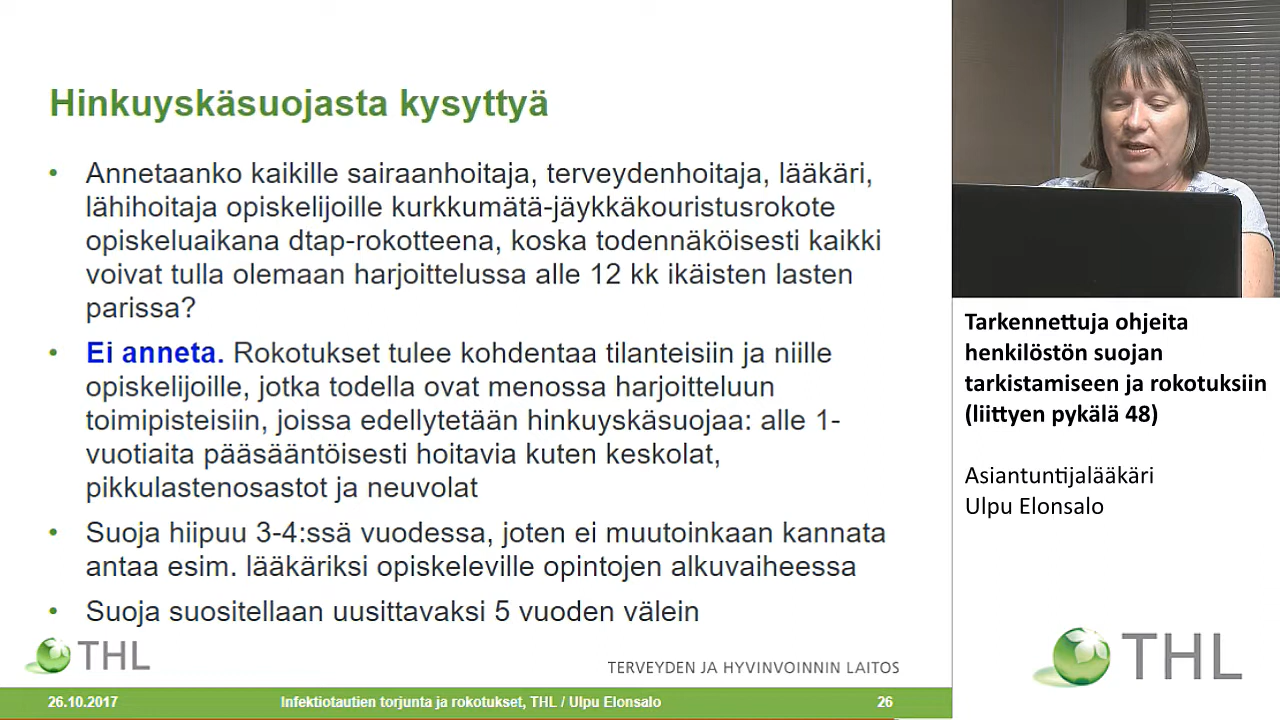 Hinkuyskäsuojasta kysyttyä
• Annetaanko kaikille sairaanhoitaja, terveydenhoitaja, lääkäri,
lähihoitaja opiskelijoille kurkkumätä-jäykkäkouristusrokote
opiskeluaikana dtap-rokotteena, koska todennäköisesti kaikki
voivat tulla olemaan harjoittelussa alle 12 kk ikäisten lasten
parissa?
• Ei anneta. Rokotukset tulee kohdentaa tilanteisiin ja niille
opiskelijoille, jotka todella ovat menossa harjoitteluun
toimipisteisiin, joissa edellytetään hinkuyskäsuojaa: alle 1-
vuotiaita pääsääntöisesti hoitavia kuten keskolat,
pikkulastenosastot ja neuvolat
• Suoja hiipuu 3-4:ssä vuodessa, joten ei muutoinkaan kannata
antaa esim. lääkäriksi opiskeleville opintojen alkuvaiheessa
• Suoja suositellaan uusittavaksi 5 vuoden välein
THL
TERVEYDEN JA HYVINVOINNIN LAITOS
26.10.2017
Infektiotautien torjunta ja rokotukset, THL / Ulpu Elonsalo
26
Tarkennettuja ohjeita
henkilöstön suojan
tarkistamiseen ja rokotuksiin
(liittyen pykälä 48)
Asiantuntijalääkäri
Ulpu Elonsalo
THL